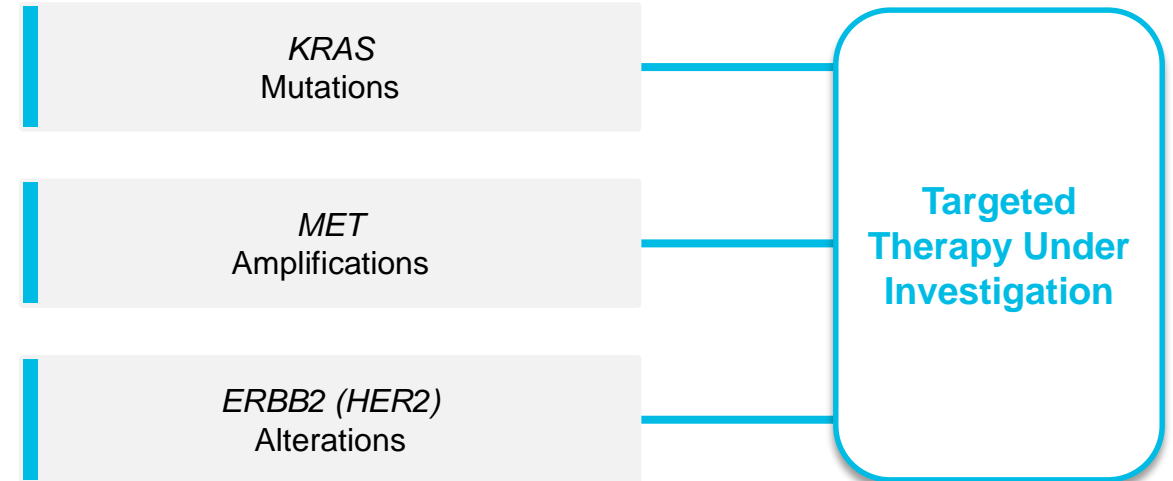 KRAS
Mutations
MET
Amplifications
ERBB2 (HER2)
Alterations
Targeted
Therapy Under
Investigation